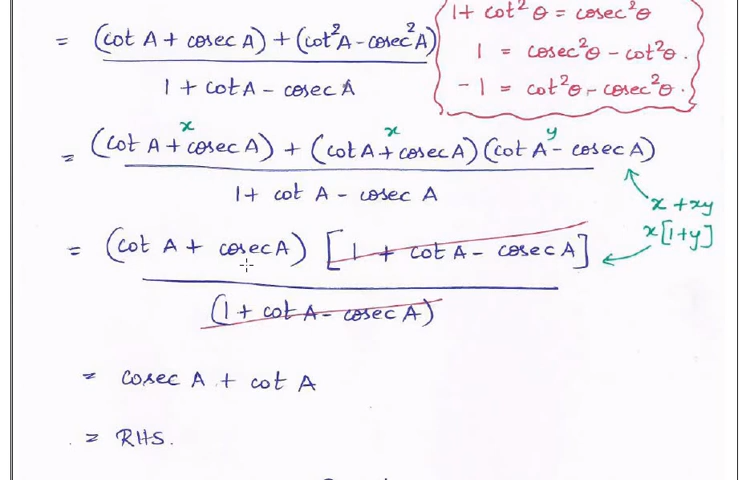 1 + cot²θ = cosec²θ
= (cot A + cosec A) + (cot²A - cosec²A)
1 = cosec²θ - cot²θ.
1 + cot A - cosec A
-1 = cot²θ - cosec²θ.
x x y
= (cot A + cosec A) + (cot A + cosec A) (cot A - cosec A)
1 + cot A - cosec A
x + xy
= (cot A + cosec A) [1 + cot A - cosec A]
x[1+y]
(1 + cot A - cosec A)
= cosec A + cot A
= RHS.